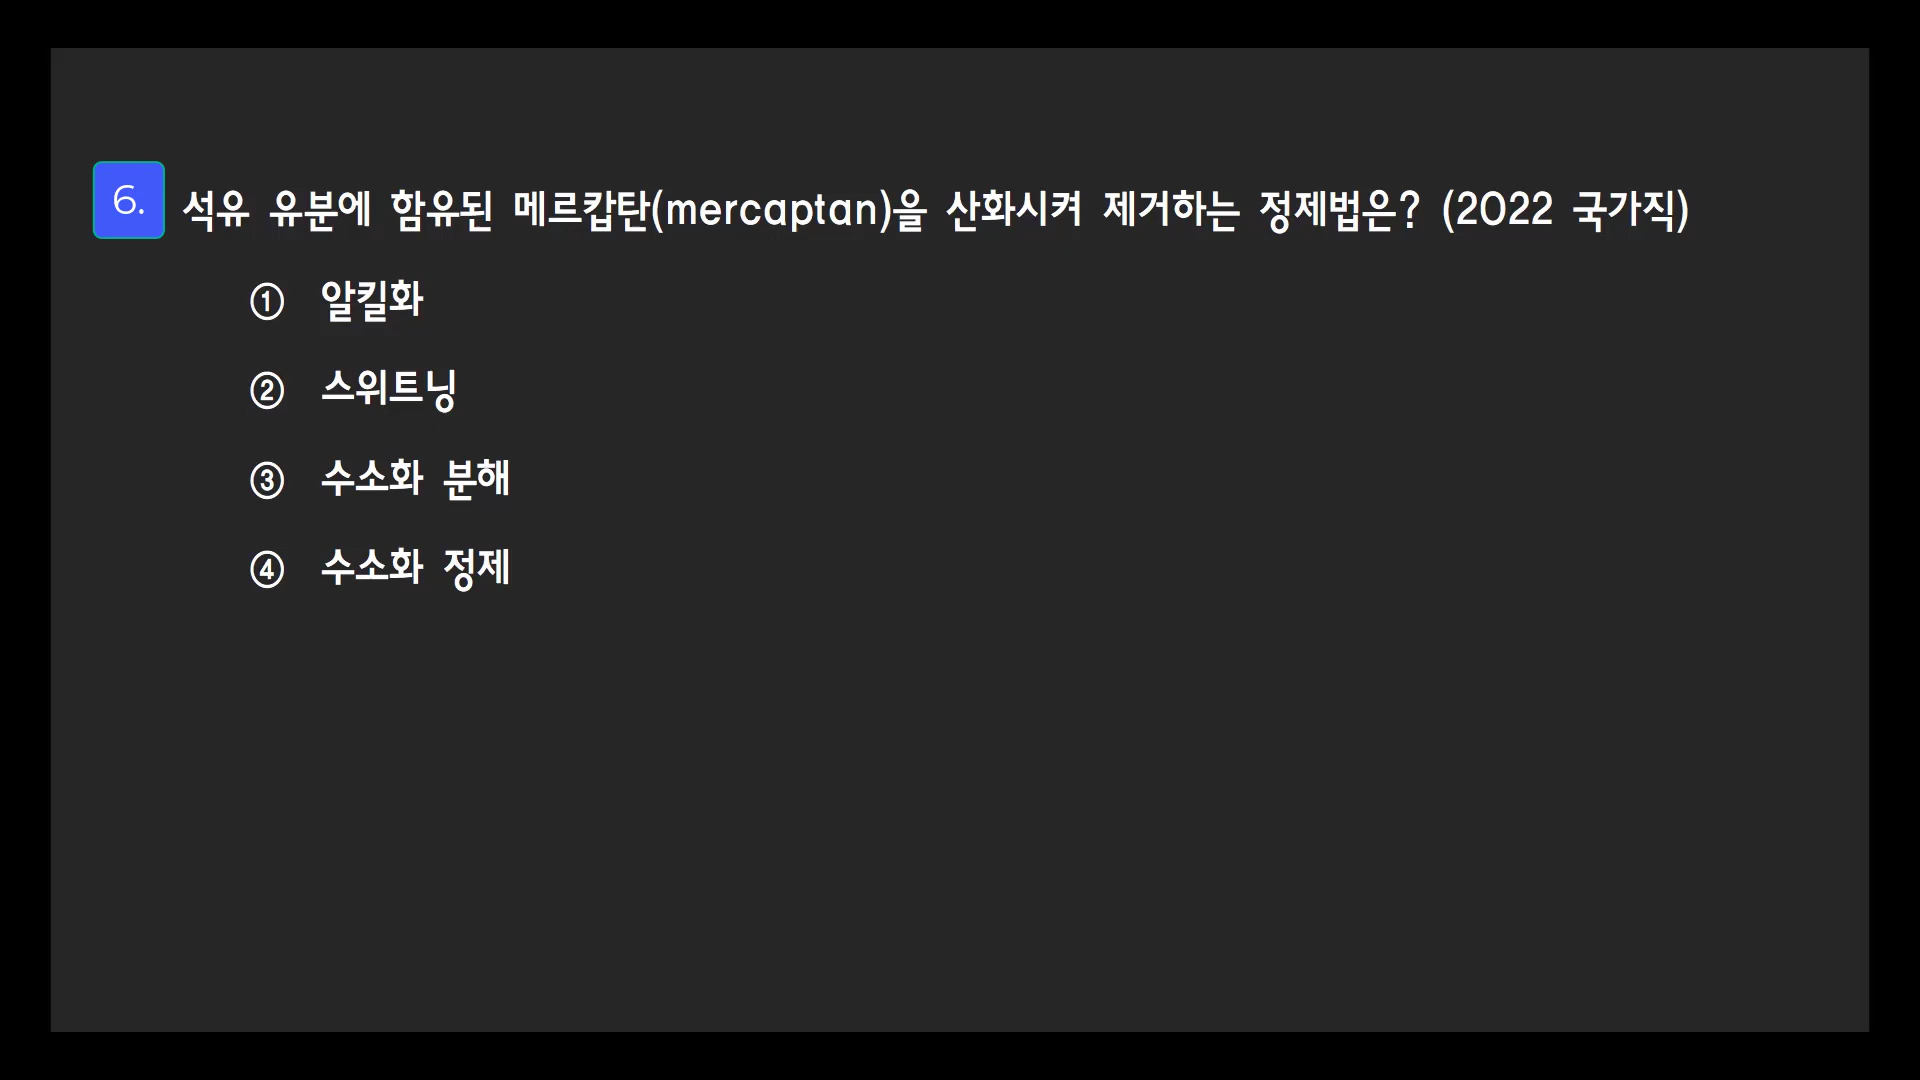 6. 석유 유분에 함유된 메르캅탄(mercaptan)을 산화시켜 제거하는 정제법은? (2022 국가직)
① 알킬화
② 스위트닝
③ 수소화 분해
④ 수소화 정제